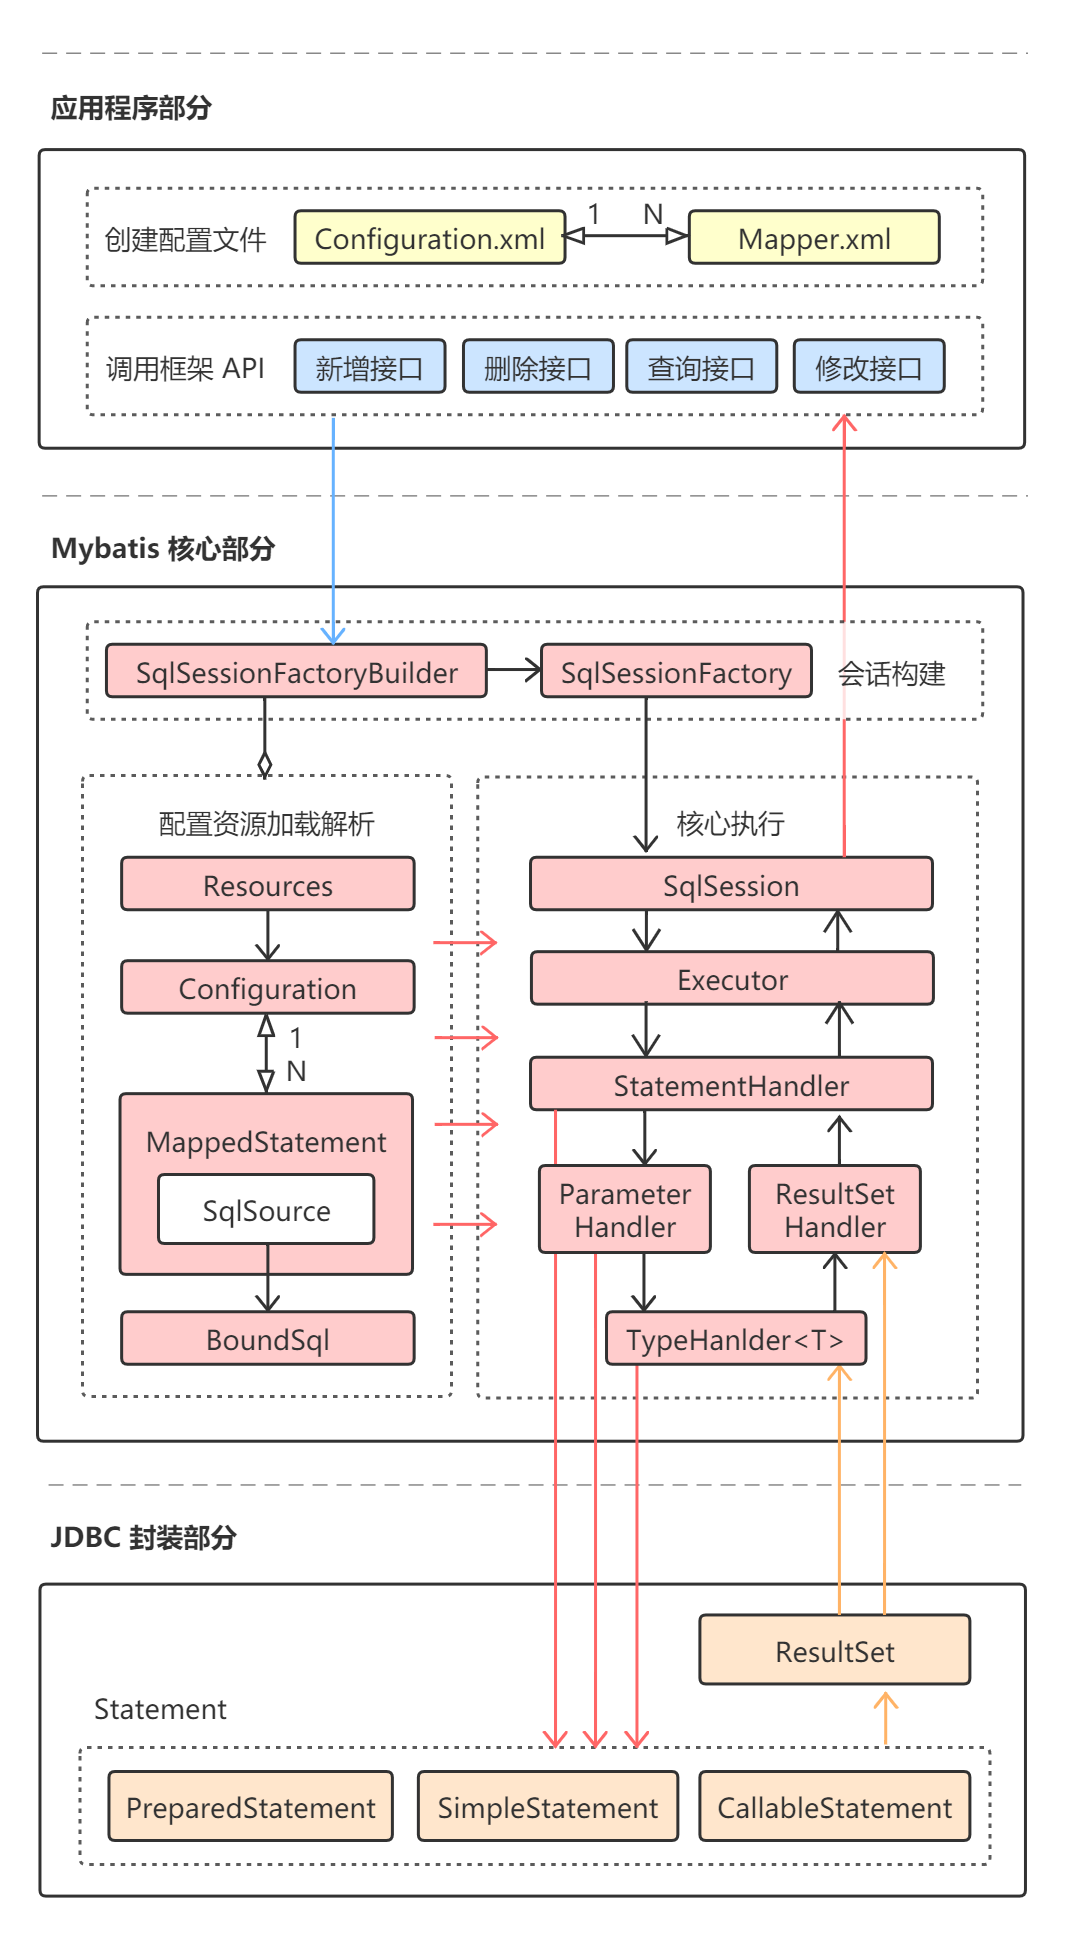 应用程序部分
创建配置文件
Configuration.xml
1
N
Mapper.xml
调用框架 API
新增接口
删除接口
查询接口
修改接口
Mybatis 核心部分
SqlSessionFactoryBuilder
SqlSessionFactory
会话构建
配置资源加载解析
Resources
Configuration
1
N
MappedStatement
SqlSource
BoundSql
核心执行
SqlSession
Executor
StatementHandler
Parameter
Handler
ResultSet
Handler
TypeHanlder<T>
JDBC 封装部分
ResultSet
Statement
PreparedStatement
SimpleStatement
CallableStatement